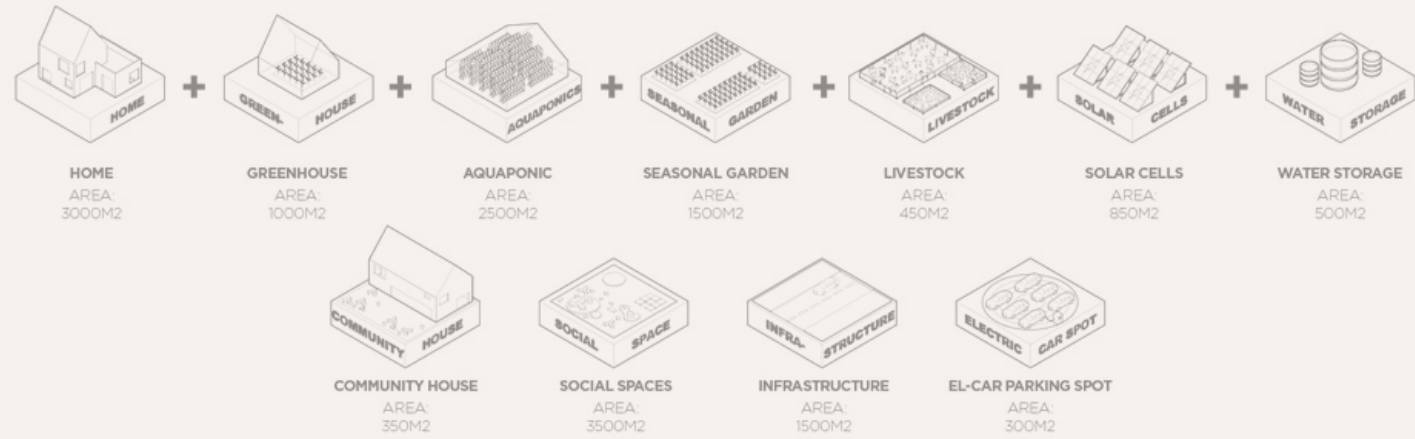 HOME
GREEN- HOUSE
AQUAPONICS
SEASONAL GARDEN
LIVESTOCK
SOLAR CELLS
WATER STORAGE
HOME
AREA:
3000M2
GREENHOUSE
AREA:
1000M2
AQUAPONIC
AREA:
2500M2
SEASONAL GARDEN
AREA:
1500M2
LIVESTOCK
AREA:
450M2
SOLAR CELLS
AREA:
850M2
WATER STORAGE
AREA:
500M2
COMMUNITY HOUSE
SOCIAL SPACE
INFRA- STRUCTURE
ELECTRIC CAR SPOT
COMMUNITY HOUSE
AREA:
350M2
SOCIAL SPACES
AREA:
3500M2
INFRASTRUCTURE
AREA:
1500M2
EL-CAR PARKING SPOT
AREA:
300M2